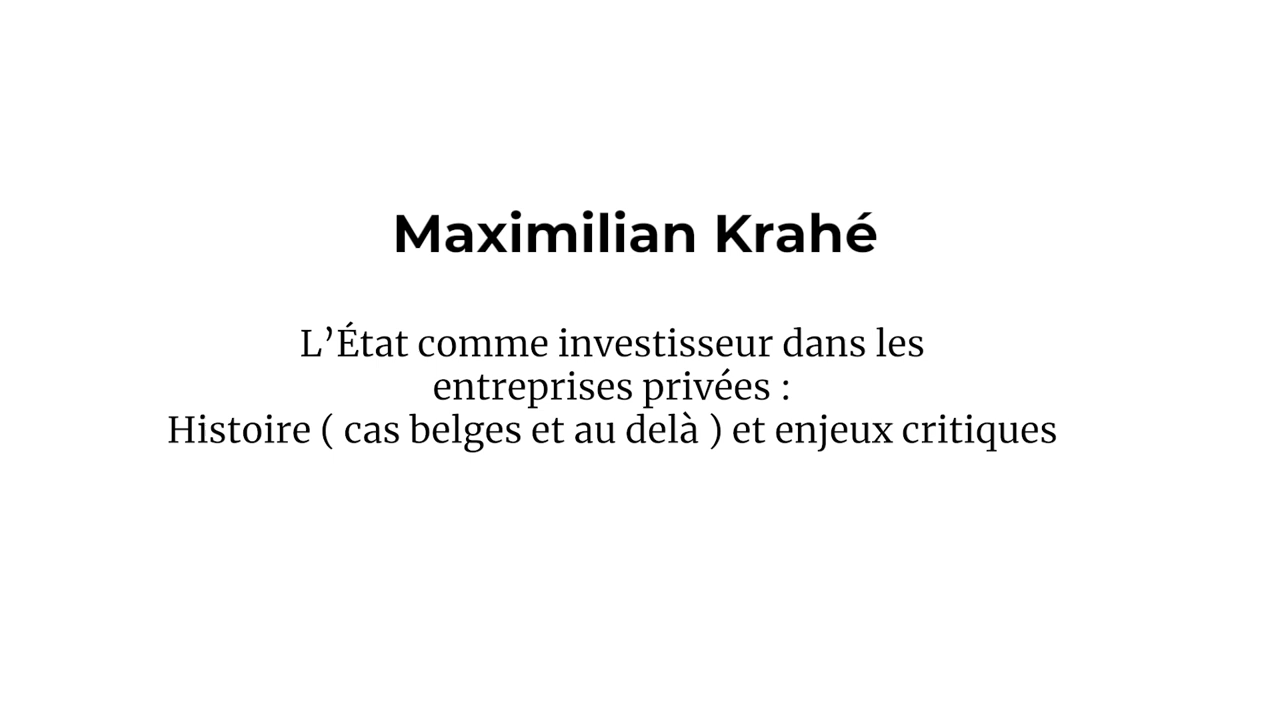 Maximilian Krahé
L’État comme investisseur dans les
entreprises privées :
Histoire ( cas belges et au delà ) et enjeux critiques